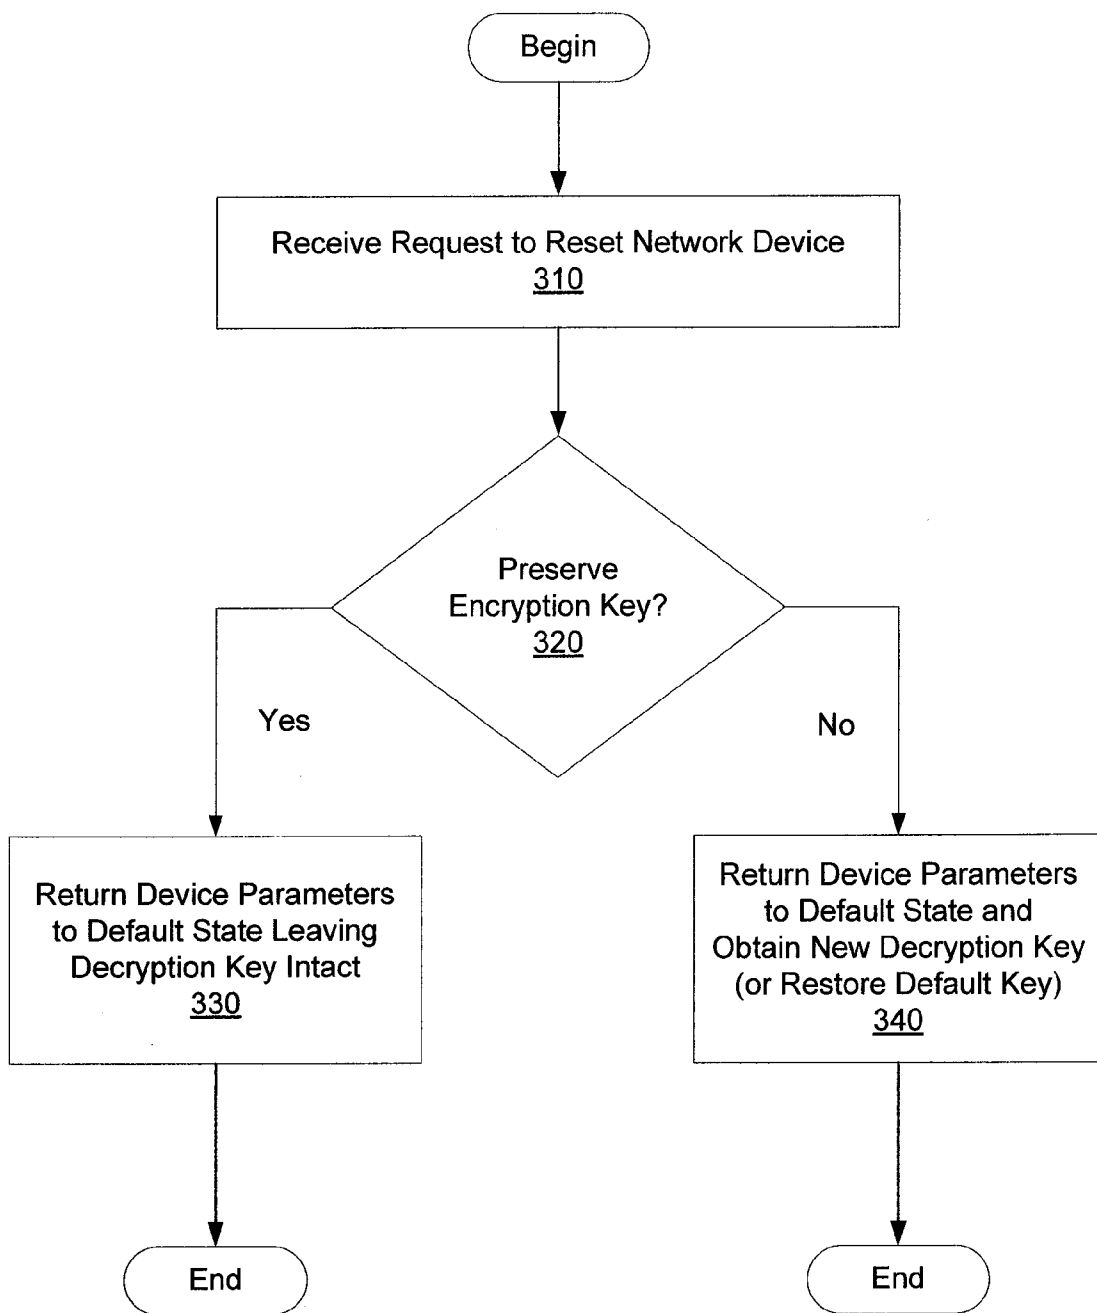 Begin
Receive Request to Reset Network Device
310
Preserve
Encryption Key?
320
Yes
No
Return Device Parameters
to Default State Leaving
Decryption Key Intact
330
Return Device Parameters
to Default State and
Obtain New Decryption Key
(or Restore Default Key)
340
End
End